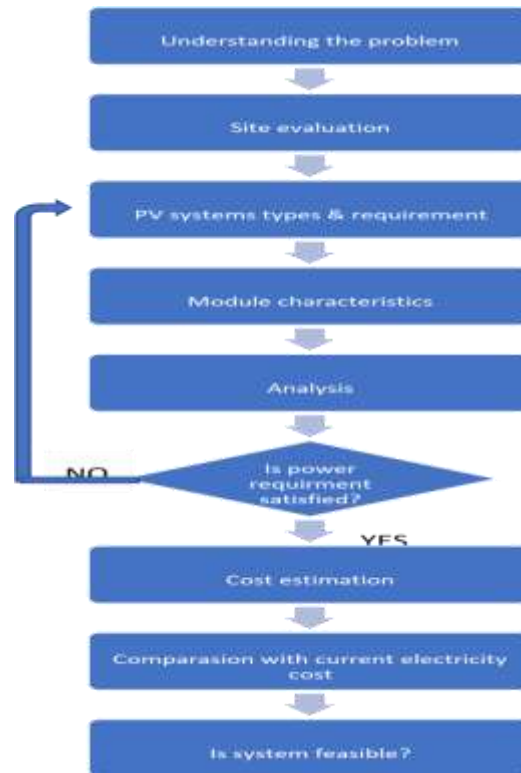 Understanding the problem
Site evaluation
PV systems types & requirement
Module characteristics
Analysis
Is power
requirment
satisfied?
NO
YES
Cost estimation
Comparasion with current electricity
cost
Is system feasible?